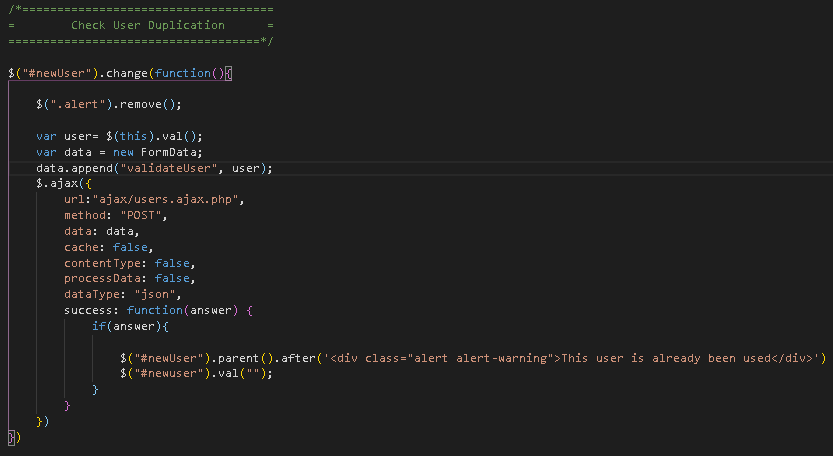 /*====================================
=        Check User Duplication      =
====================================*/
$("#newUser").change(function(){
$(".alert").remove();
var user= $(this).val();
var data = new FormData;
data.append("validateUser", user);
$.ajax({
url:"ajax/users.ajax.php",
method: "POST",
data: data,
cache: false,
contentType: false,
processData: false,
dataType: "json",
success: function(answer) {
if(answer){
$("#newUser").parent().after('<div class="alert alert-warning">This user is already been used</div>')
$("#newuser").val("");
}
}
})
})